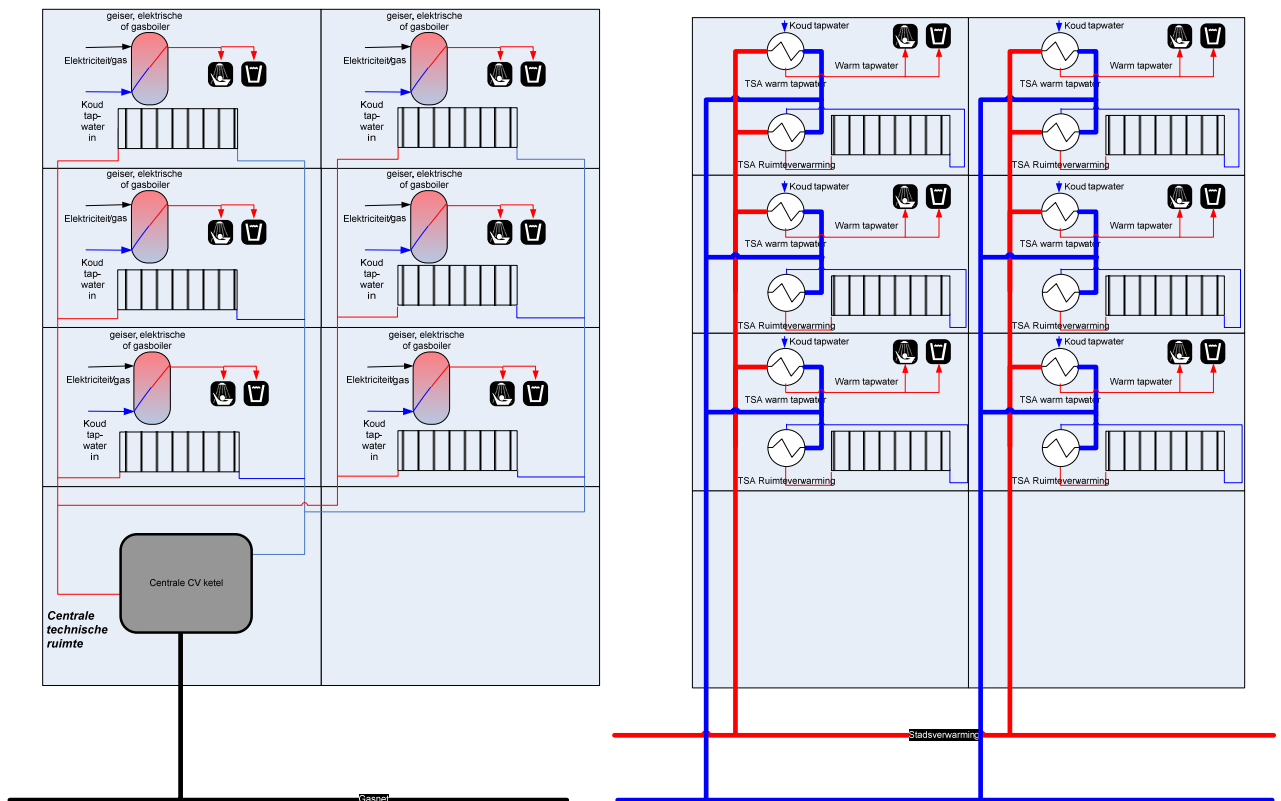 geiser, elektrische
of gasboiler
Elektriciteit/gas
Koud
tap-
water
in
geiser, elektrische
of gasboiler
Elektriciteit/gas
Koud
tap-
water
in
geiser, elektrische
of gasboiler
Elektriciteit/gas
Koud
tap-
water
in
geiser, elektrische
of gasboiler
Elektriciteit/gas
Koud
tap-
water
in
geiser, elektrische
of gasboiler
Elektriciteit/gas
Koud
tap-
water
in
geiser, elektrische
of gasboiler
Elektriciteit/gas
Koud
tap-
water
in
Centrale CV ketel
Centrale
technische
ruimte
Gasnet
Koud tapwater
Warm tapwater
TSA warm tapwater
TSA Ruimteverwarming
Koud tapwater
Warm tapwater
TSA warm tapwater
TSA Ruimteverwarming
Koud tapwater
Warm tapwater
TSA warm tapwater
TSA Ruimteverwarming
Koud tapwater
Warm tapwater
TSA warm tapwater
TSA Ruimteverwarming
Koud tapwater
Warm tapwater
TSA warm tapwater
TSA Ruimteverwarming
Koud tapwater
Warm tapwater
TSA warm tapwater
TSA Ruimteverwarming
Stadsverwarming